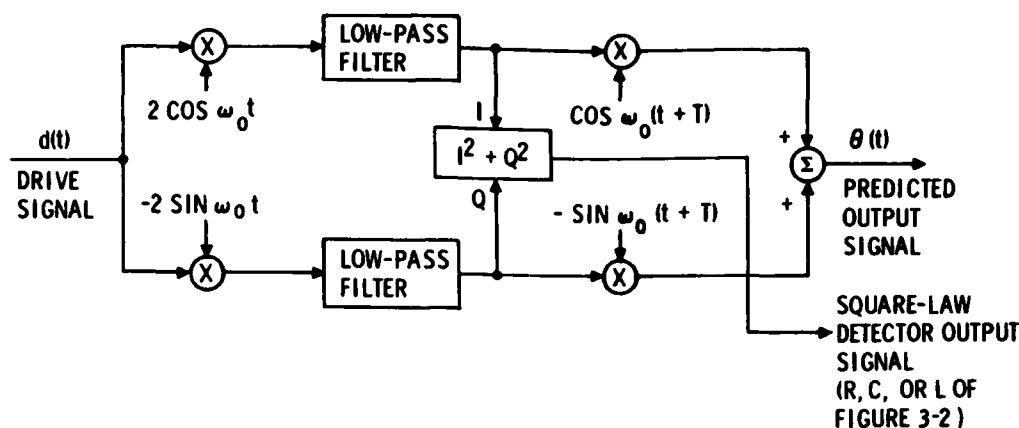 LOW-PASS
FILTER
X
X
2 COS ω₀t
COS ω₀(t + T)
I
d(t)
DRIVE
SIGNAL
I² + Q²
+
θ(t)
Σ
PREDICTED
OUTPUT
SIGNAL
+
-2 SIN ω₀t
Q
- SIN ω₀(t + T)
X
LOW-PASS
FILTER
X
SQUARE-LAW
DETECTOR OUTPUT
SIGNAL
(R, C, OR L OF
FIGURE 3-2)